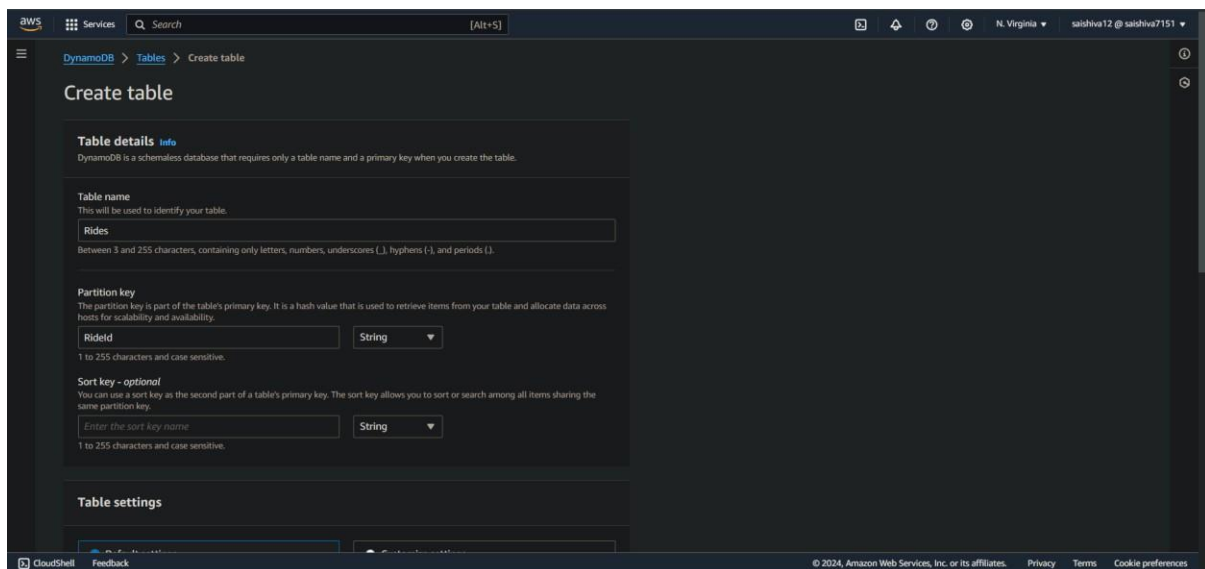 aws Services Search [Alt+S] N. Virginia saishiva12 @ saishiva7151
DynamoDB > Tables > Create table
Create table
Table details Info
DynamoDB is a schemaless database that requires only a table name and a primary key when you create the table.
Table name
This will be used to identify your table.
Rides
Between 3 and 255 characters, containing only letters, numbers, underscores (_), hyphens (-), and periods (.).
Partition key
The partition key is part of the table's primary key. It is a hash value that is used to retrieve items from your table and allocate data across
hosts for scalability and availability.
RideId String
1 to 255 characters and case sensitive.
Sort key - optional
You can use a sort key as the second part of a table's primary key. The sort key allows you to sort or search among all items sharing the
same partition key.
Enter the sort key name String
1 to 255 characters and case sensitive.
Table settings
Default settings Customize settings
CloudShell Feedback © 2024, Amazon Web Services, Inc. or its affiliates. Privacy Terms Cookie preferences